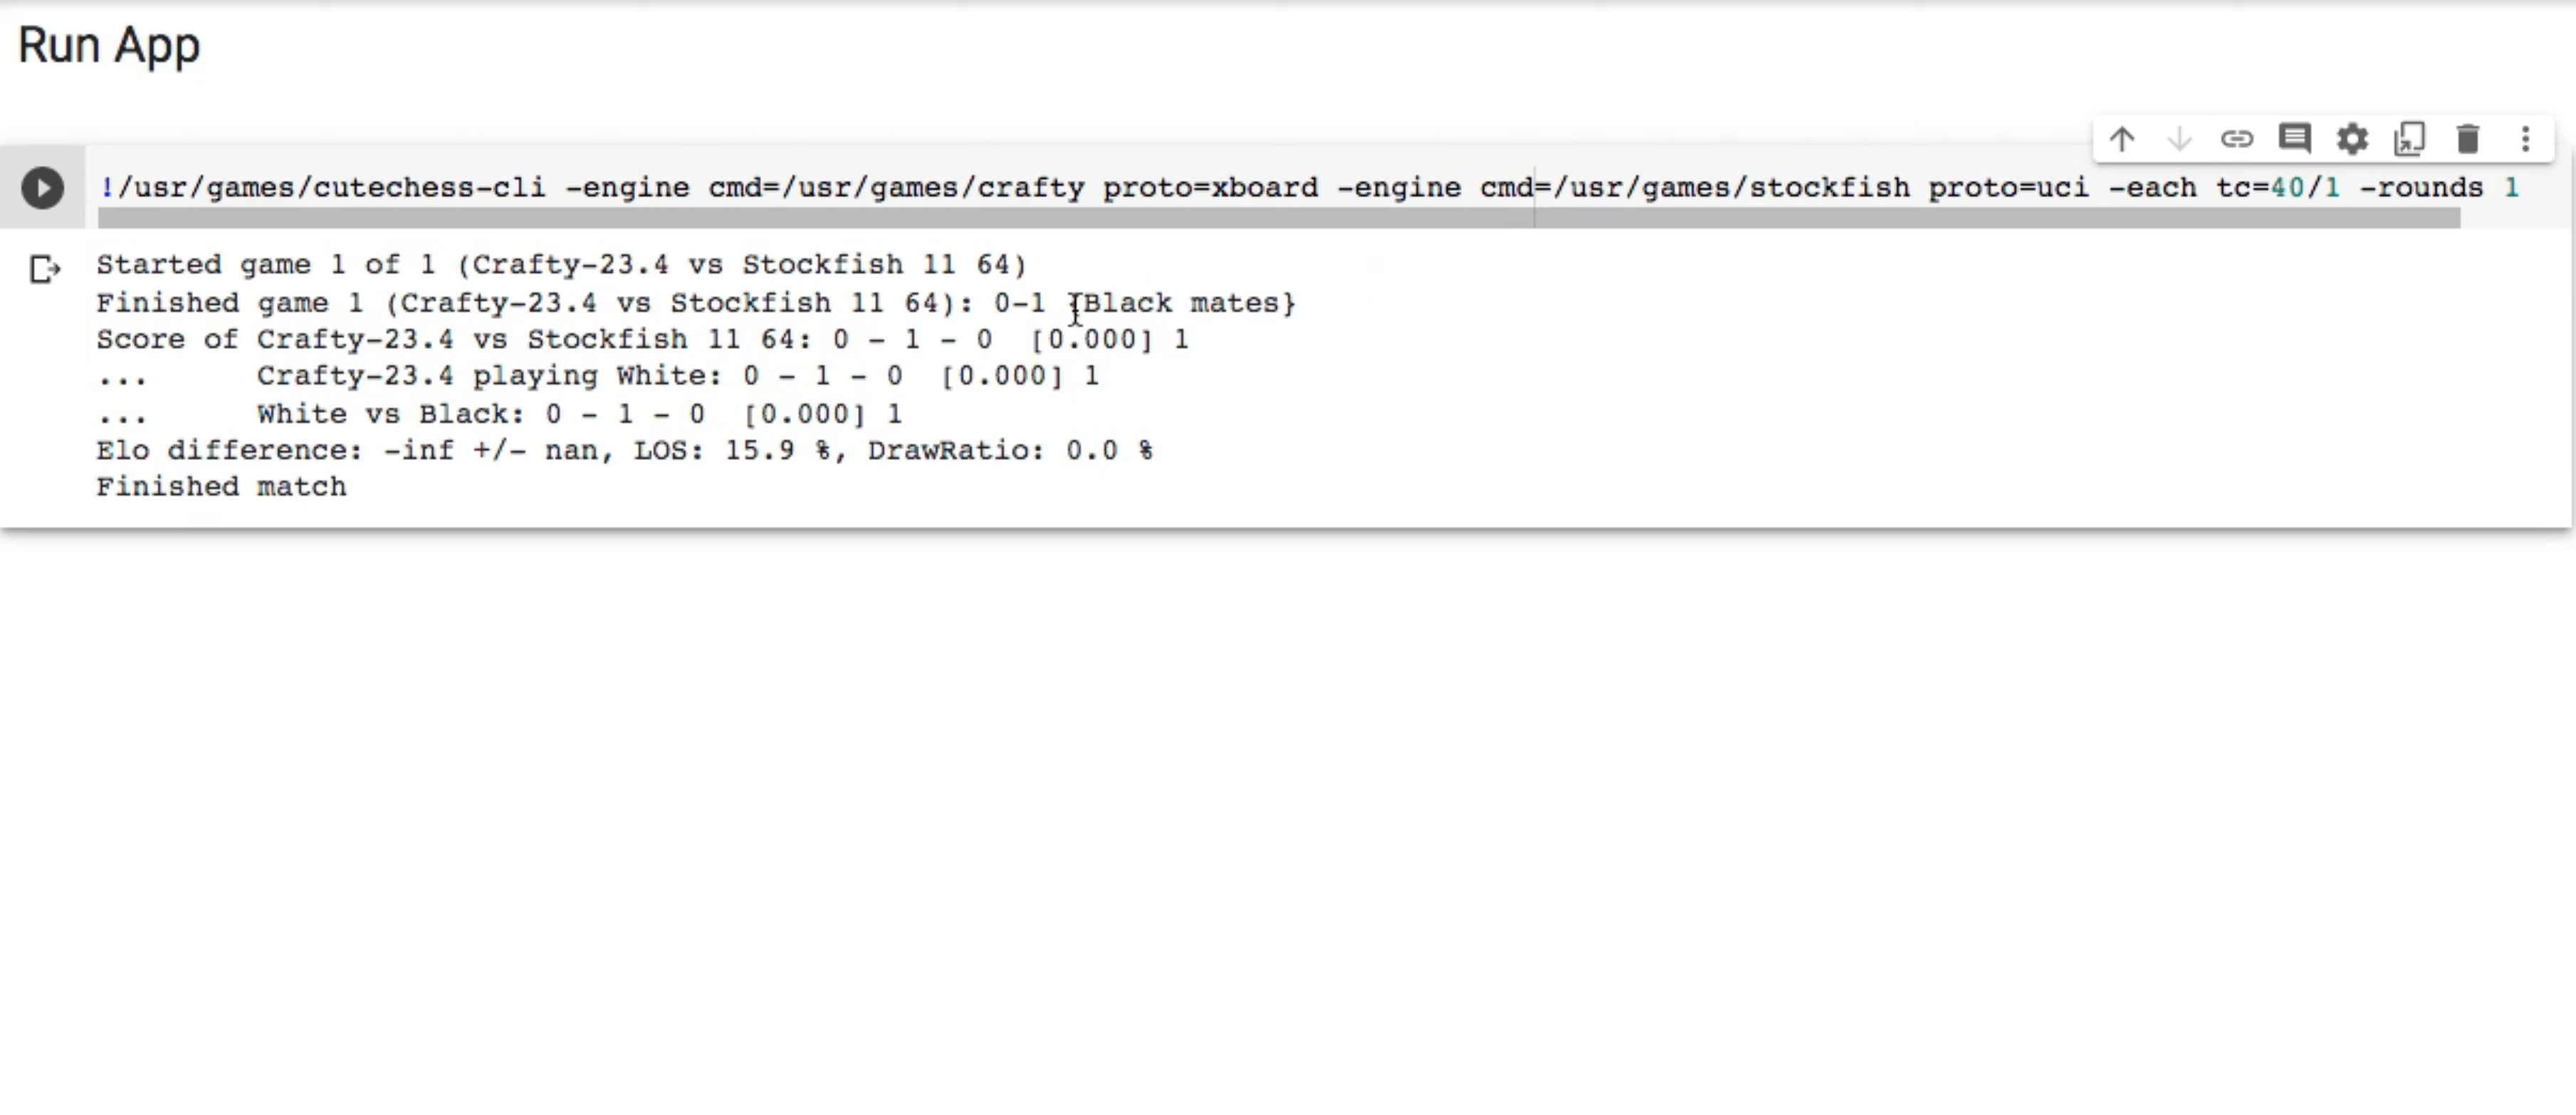 Run App
!/usr/games/cutechess-cli -engine cmd=/usr/games/crafty proto=xboard -engine cmd=/usr/games/stockfish proto=uci -each tc=40/1 -rounds 1
Started game 1 of 1 (Crafty-23.4 vs Stockfish 11 64)
Finished game 1 (Crafty-23.4 vs Stockfish 11 64): 0-1 {Black mates}
Score of Crafty-23.4 vs Stockfish 11 64: 0 - 1 - 0  [0.000] 1
...      Crafty-23.4 playing White: 0 - 1 - 0  [0.000] 1
...      White vs Black: 0 - 1 - 0  [0.000] 1
Elo difference: -inf +/- nan, LOS: 15.9 %, DrawRatio: 0.0 %
Finished match